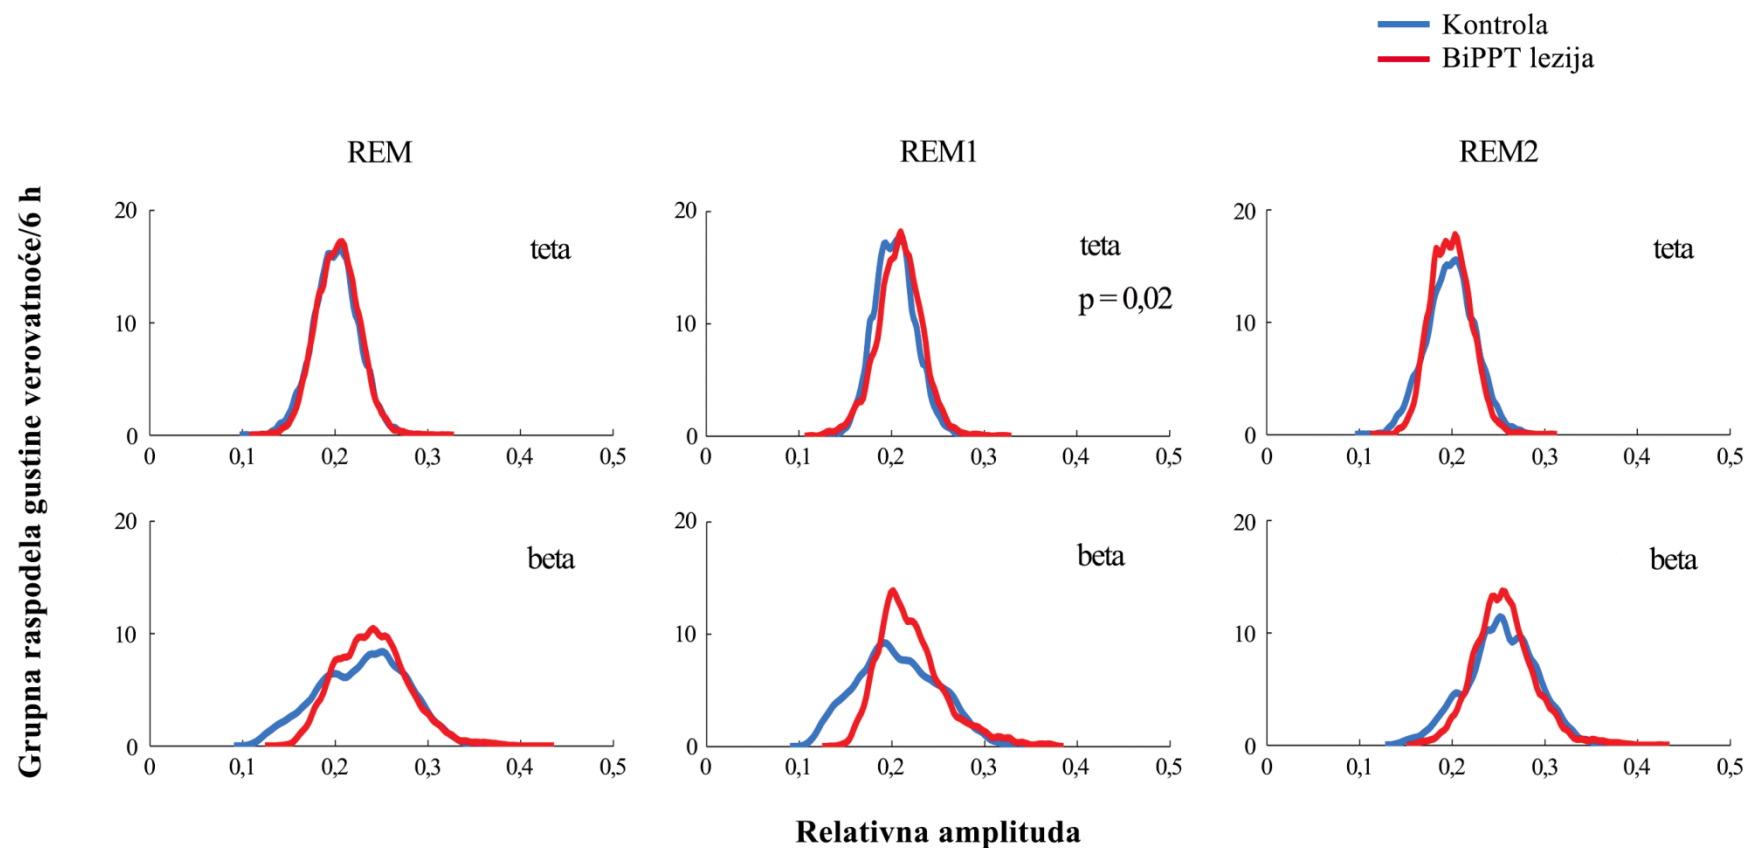 Kontrola
BiPPT lezija
REM
REM1
REM2
Grupna raspodela gustine verovatnoće/6 h
20
10
0
teta
0 0,1 0,2 0,3 0,4 0,5
20
10
0
teta
p = 0,02
0 0,1 0,2 0,3 0,4 0,5
20
10
0
teta
0 0,1 0,2 0,3 0,4 0,5
20
10
0
beta
0 0,1 0,2 0,3 0,4 0,5
20
10
0
beta
0 0,1 0,2 0,3 0,4 0,5
20
10
0
beta
0 0,1 0,2 0,3 0,4 0,5
Relativna amplituda